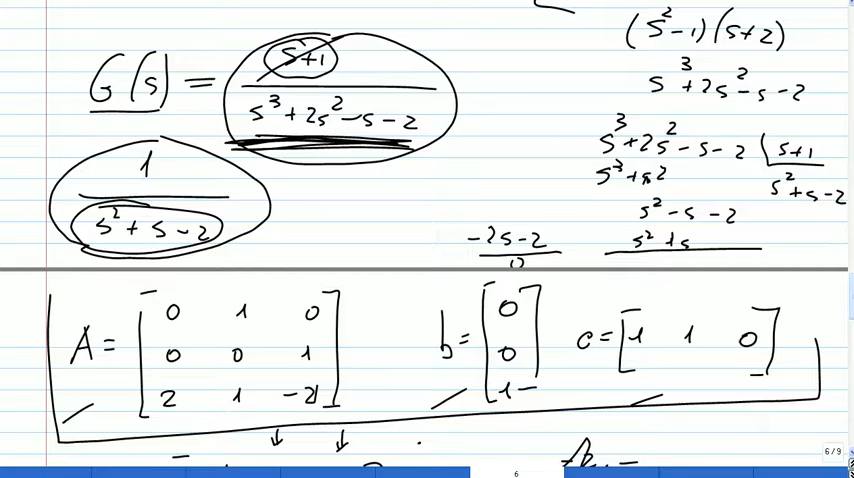 (s²-1)(s+2)
s³+2s²-s-2
G(s) = (s+1)/(s³+2s²-s-2)
1/(s²+s-2)
s³+2s²-s-2 | s+1
s³+s² s²+s-2
s²-s-2
s²+s
-2s-2
0
A = [0 1 0
0 0 1
2 1 -2]
b = [0
0
1]
c = [1 1 0]
6/9
6